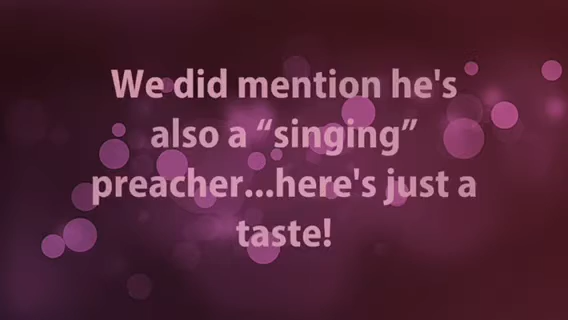 We did mention he's
also a “singing”
preacher...here's just a
taste!